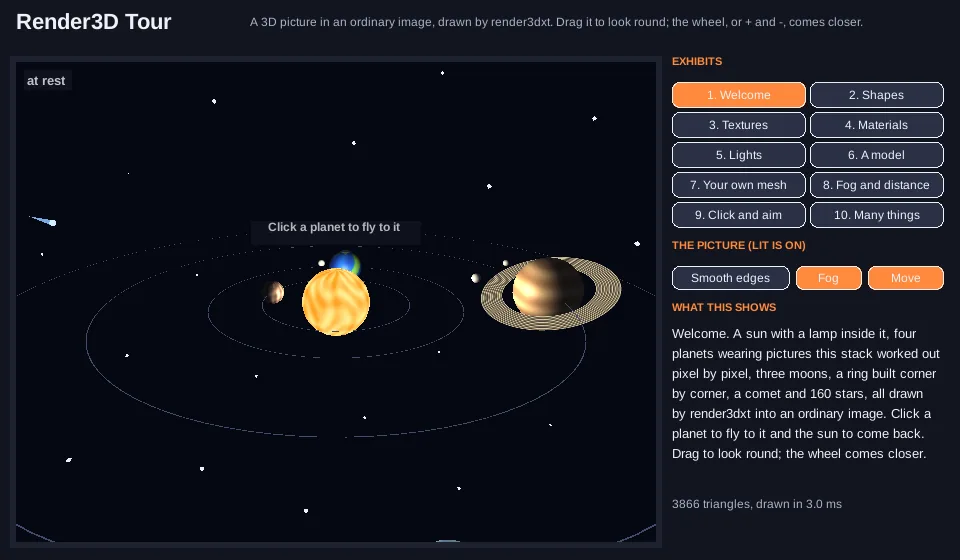 Render3D Tour
A 3D picture in an ordinary image, drawn by render3dxt. Drag it to look round; the wheel, or + and -, comes closer.
at rest
Click a planet to fly to it
EXHIBITS
1. Welcome
2. Shapes
3. Textures
4. Materials
5. Lights
6. A model
7. Your own mesh
8. Fog and distance
9. Click and aim
10. Many things
THE PICTURE (LIT IS ON)
Smooth edges
Fog
Move
WHAT THIS SHOWS
Welcome. A sun with a lamp inside it, four
planets wearing pictures this stack worked out
pixel by pixel, three moons, a ring built corner
by corner, a comet and 160 stars, all drawn
by render3dxt into an ordinary image. Click a
planet to fly to it and the sun to come back.
Drag to look round; the wheel comes closer.
3866 triangles, drawn in 3.0 ms